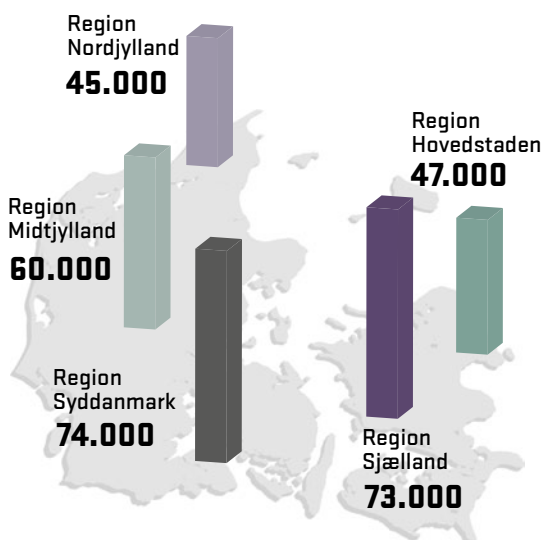 Region
Nordjylland
45.000
Region
Hovedstaden
47.000
Region
Midtjylland
60.000
Region
Syddanmark
74.000
Region
Sjælland
73.000